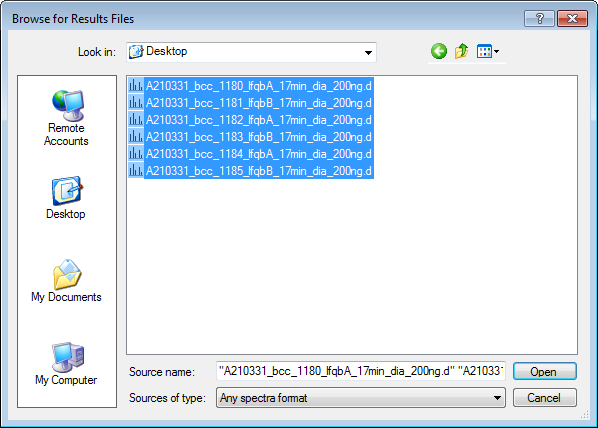 Browse for Results Files
Look in: Desktop
A210331_bcc_1180_lfqbA_17min_dia_200ng.d
A210331_bcc_1181_lfqbB_17min_dia_200ng.d
A210331_bcc_1182_lfqbA_17min_dia_200ng.d
A210331_bcc_1183_lfqbB_17min_dia_200ng.d
A210331_bcc_1184_lfqbA_17min_dia_200ng.d
A210331_bcc_1185_lfqbB_17min_dia_200ng.d
Remote
Accounts
Desktop
My Documents
My Computer
Source name: "A210331_bcc_1180_lfqbA_17min_dia_200ng.d" "A210331 Open
Sources of type: Any spectra format Cancel